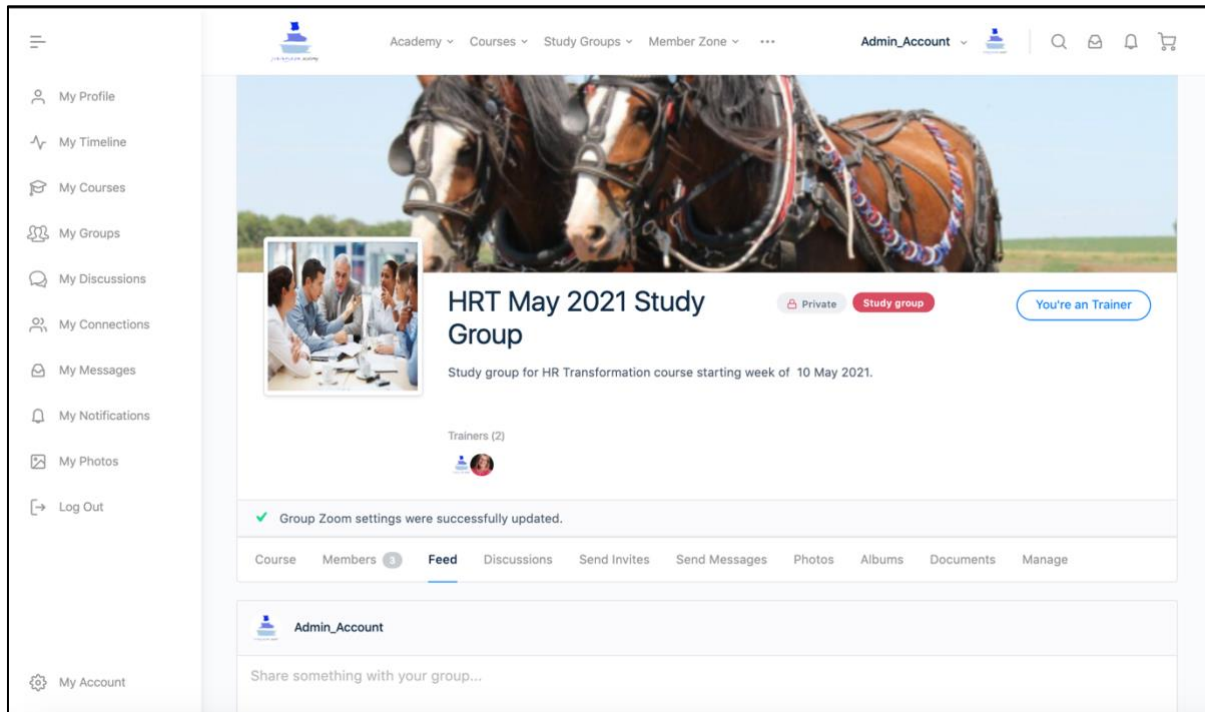 Academy Courses Study Groups Member Zone ... Admin_Account
My Profile
My Timeline
My Courses
My Groups
My Discussions
My Connections
My Messages
My Notifications
My Photos
Log Out
My Account
HRT May 2021 Study
Group
Private
Study group
You're an Trainer
Study group for HR Transformation course starting week of 10 May 2021.
Trainers (2)
Group Zoom settings were successfully updated.
Course Members 3 Feed Discussions Send Invites Send Messages Photos Albums Documents Manage
Admin_Account
Share something with your group...